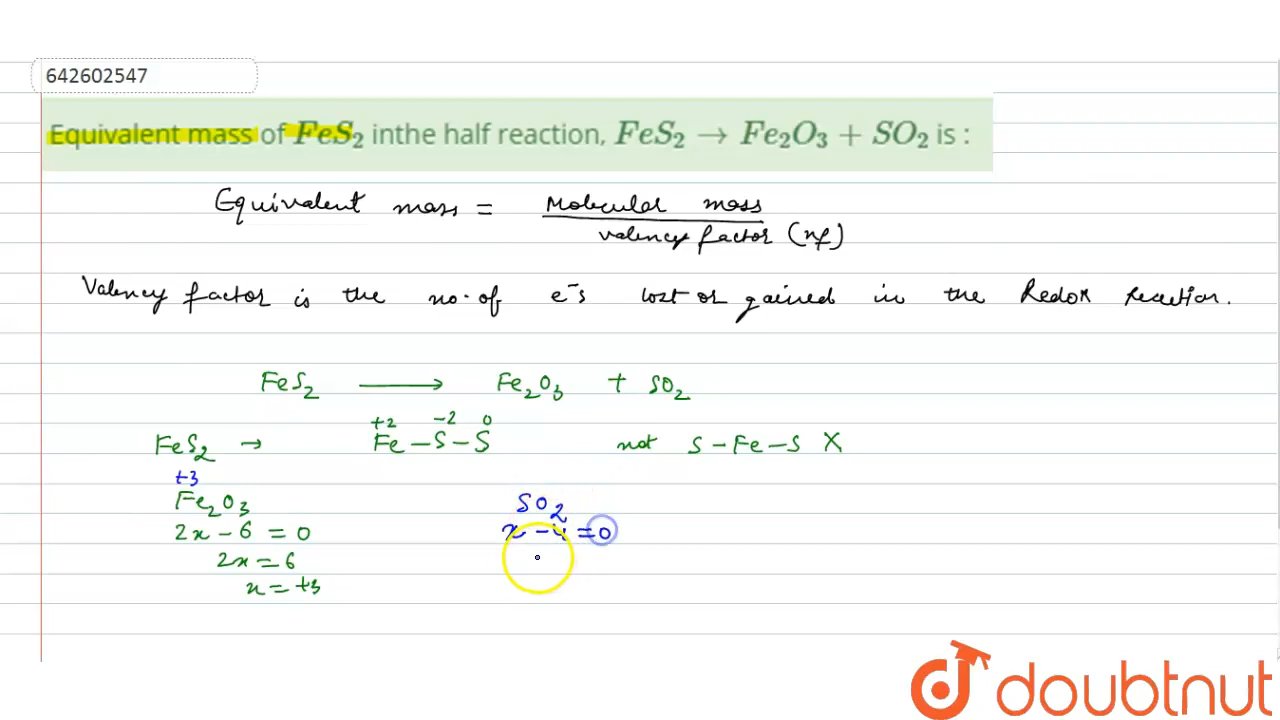 642602547
Equivalent mass of FeS₂ inthe half reaction, FeS₂ → Fe₂O₃ + SO₂ is :
Equivalent mass = Molecular mass
valency factor (nf)
Valency factor is the no. of e⁻s lost or gained in the Redox reaction.
FeS₂ ⟶ Fe₂O₃ + SO₂
+2 -2 0
FeS₂ → Fe - S - S not S - Fe - S X
+3
Fe₂O₃ SO₂
2x - 6 = 0 x - 4 = 0
2x = 6
x = +3
doubtnut